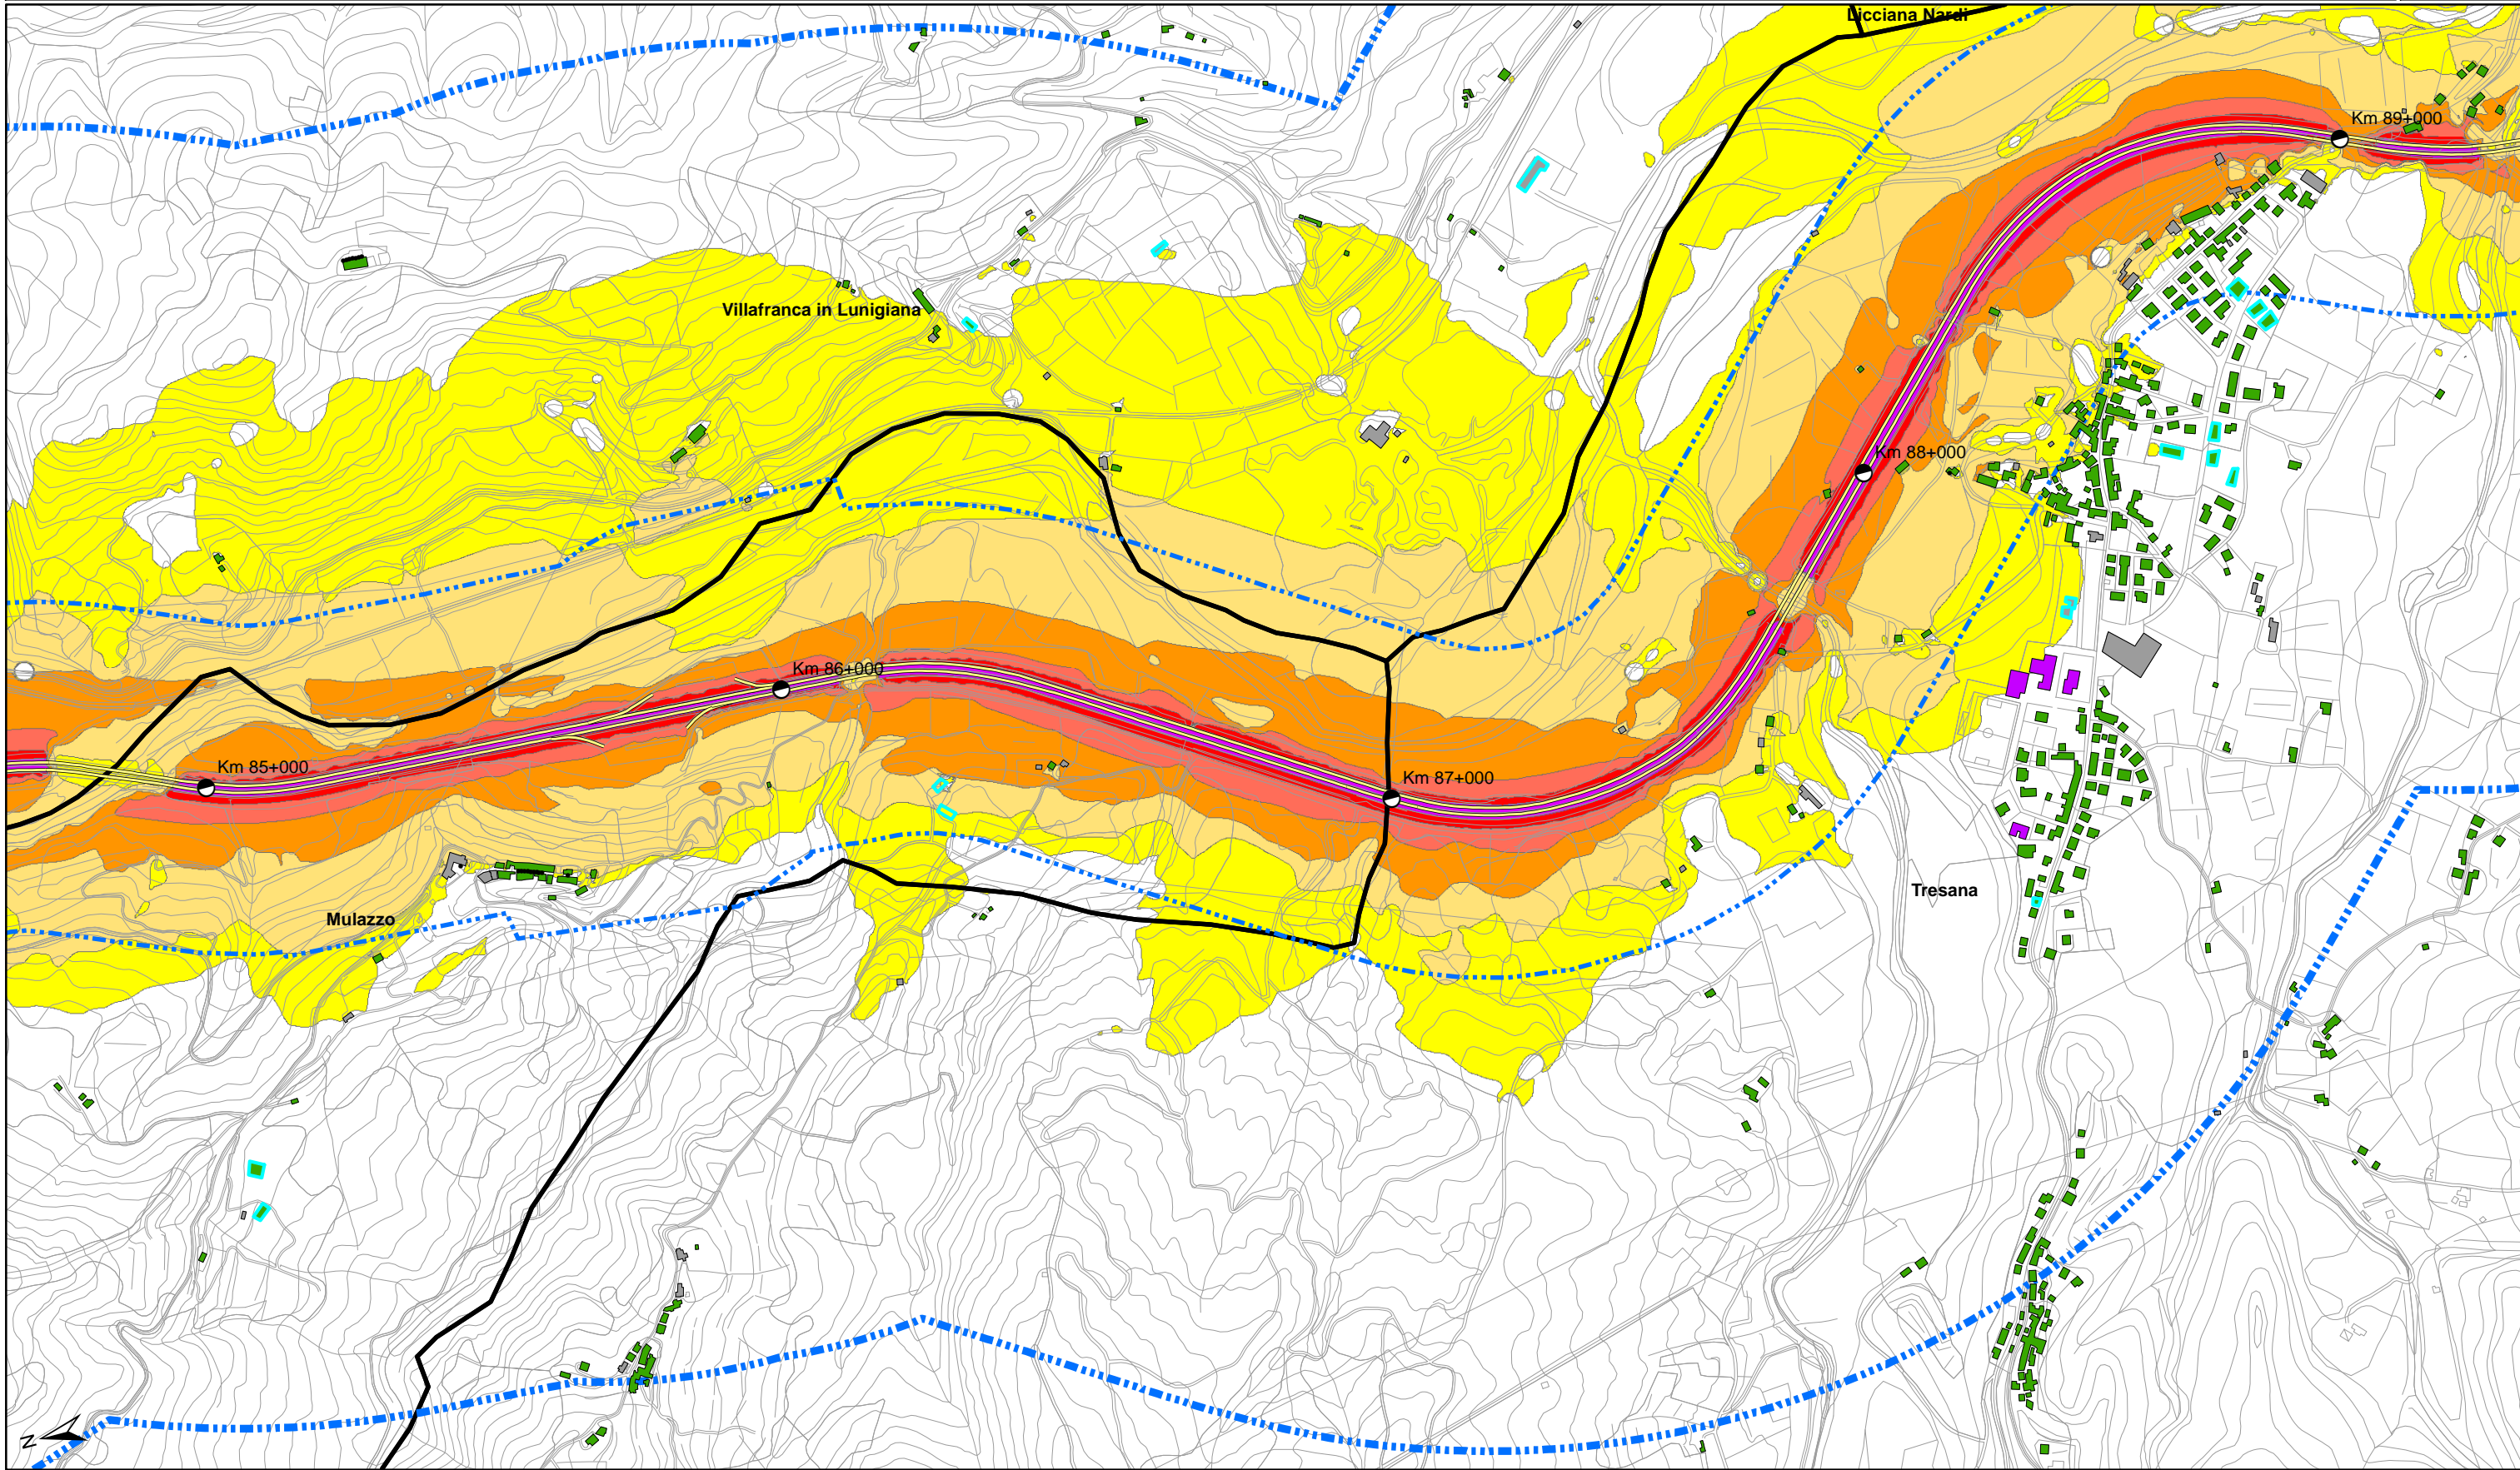 Licciana Nardi
Km 89+000
Villafranca in Lunigiana
Km 88+000
Km 86+000
Km 85+000
Km 87+000
Tresana
Mulazzo
N